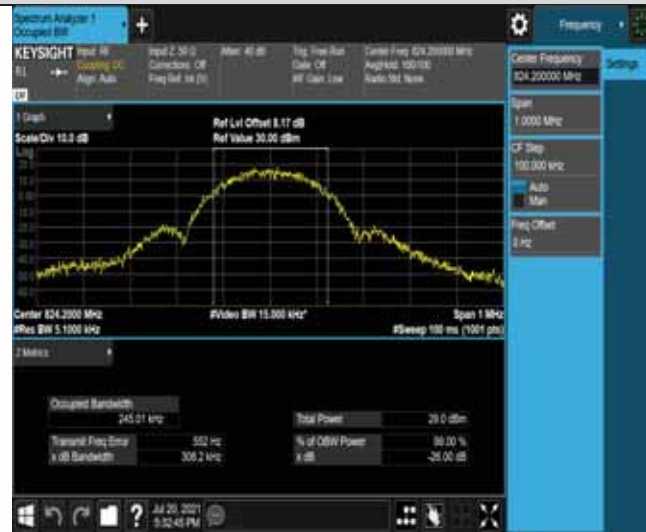 Spectrum Analyzer 1
Occupied BW
Frequency
KEYSIGHT
Input: RF
Coupling: DC
Align: Auto
Input Z: 50 Ω
Corrections: Off
Freq Ref: Int (S)
Atten: 40 dB
Trig: Free Run
Gate: Off
#IF Gain: Low
Center Freq: 824.200000 MHz
Avg|Hold: 100/100
Radio Std: None
Center Frequency
824.200000 MHz
Settings
Span
1.0000 MHz
CF Step
100.000 kHz
Auto
Man
Freq Offset
0 Hz
1 Graph
Scale/Div 10.0 dB
Ref Lvl Offset 8.17 dB
Ref Value 30.00 dBm
Log
Center 824.2000 MHz
#Res BW 5.1000 kHz
#Video BW 15.000 kHz*
Span 1 MHz
#Sweep 100 ms (1001 pts)
2 Metrics
Occupied Bandwidth
245.01 kHz
Total Power
29.0 dBm
Transmit Freq Error
552 Hz
% of OBW Power
99.00 %
x dB Bandwidth
x dB
-26.00 dB
Jul 20, 2021